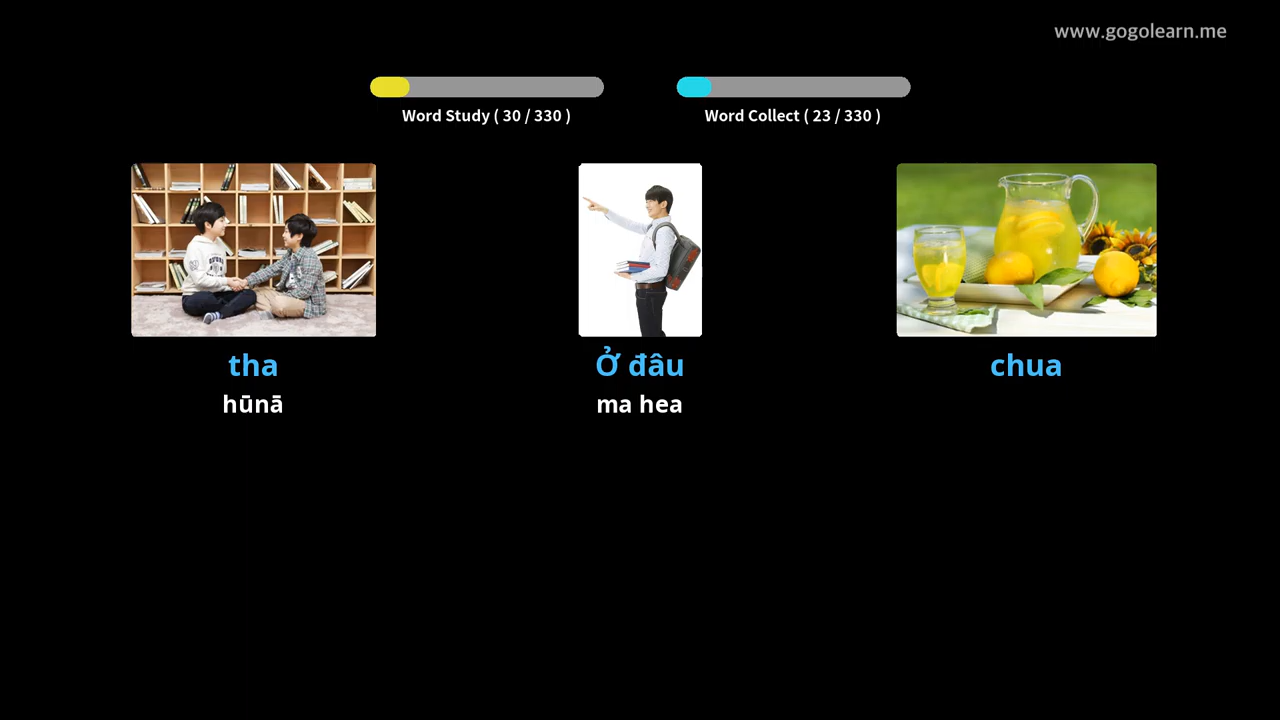 www.gogolearn.me
Word Study ( 30 / 330 )
Word Collect ( 23 / 330 )
tha
Ở đâu
chua
hūnā
ma hea